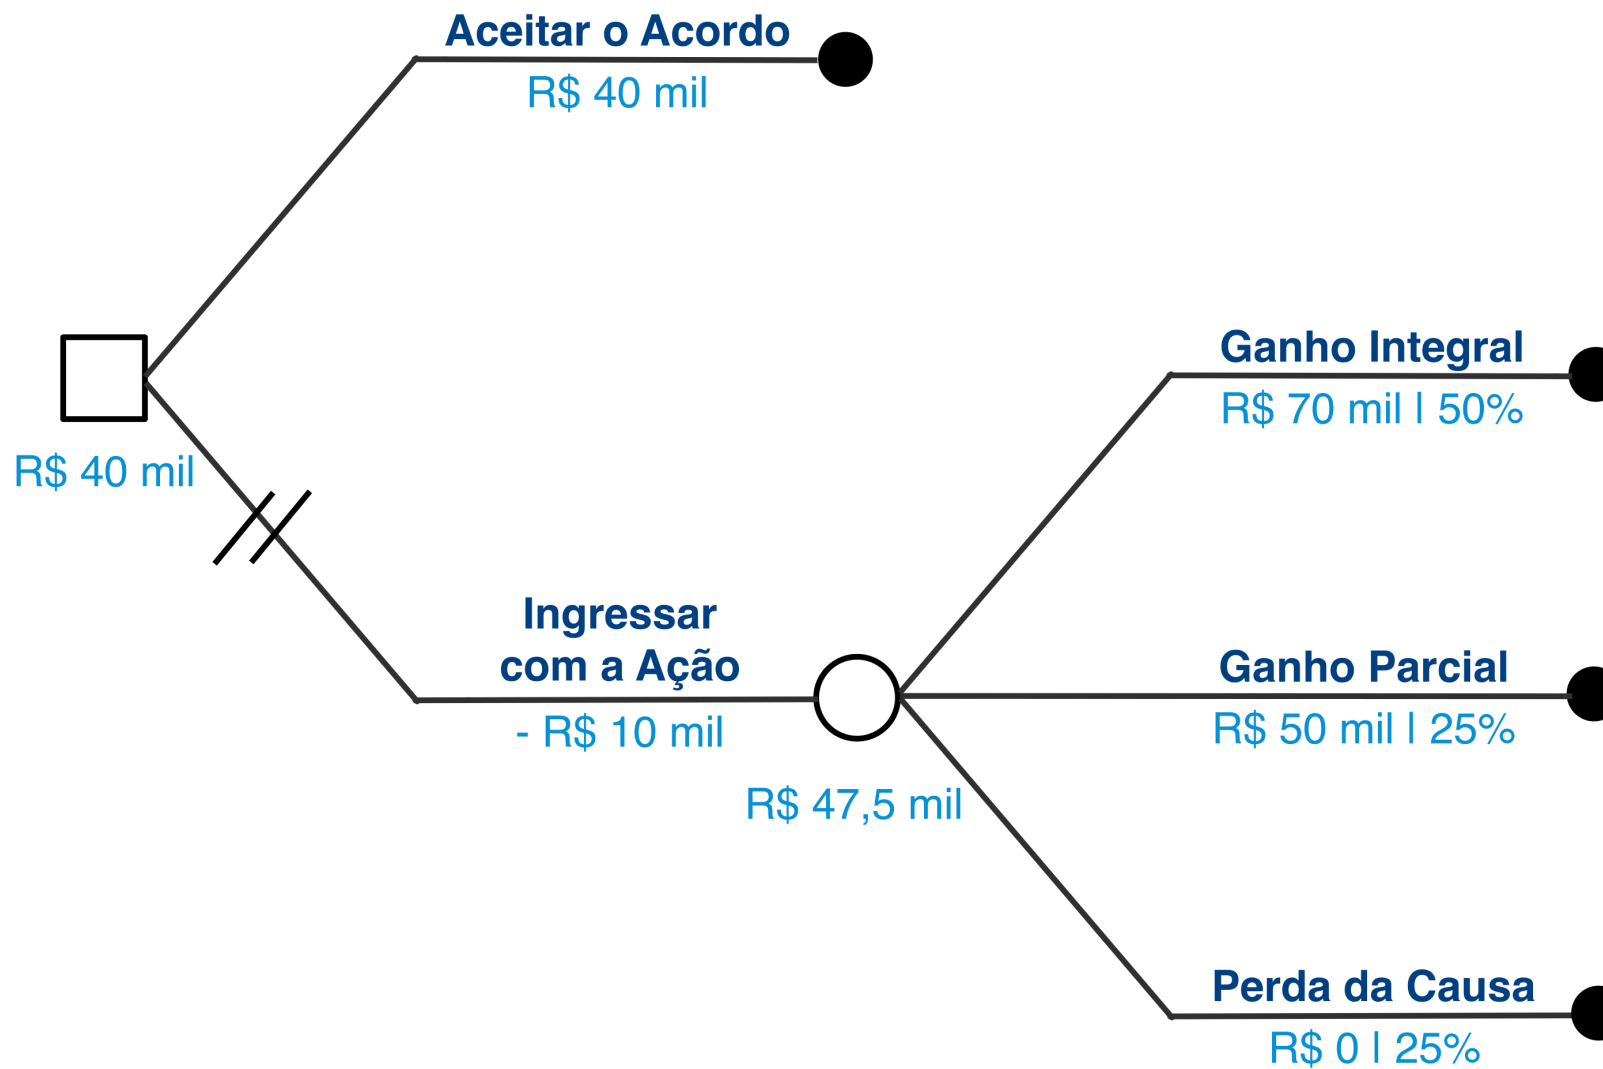 Aceitar o Acordo
R$ 40 mil
Ganho Integral
R$ 70 mil | 50%
R$ 40 mil
Ingressar
com a Ação
- R$ 10 mil
Ganho Parcial
R$ 50 mil | 25%
R$ 47,5 mil
Perda da Causa
R$ 0 | 25%